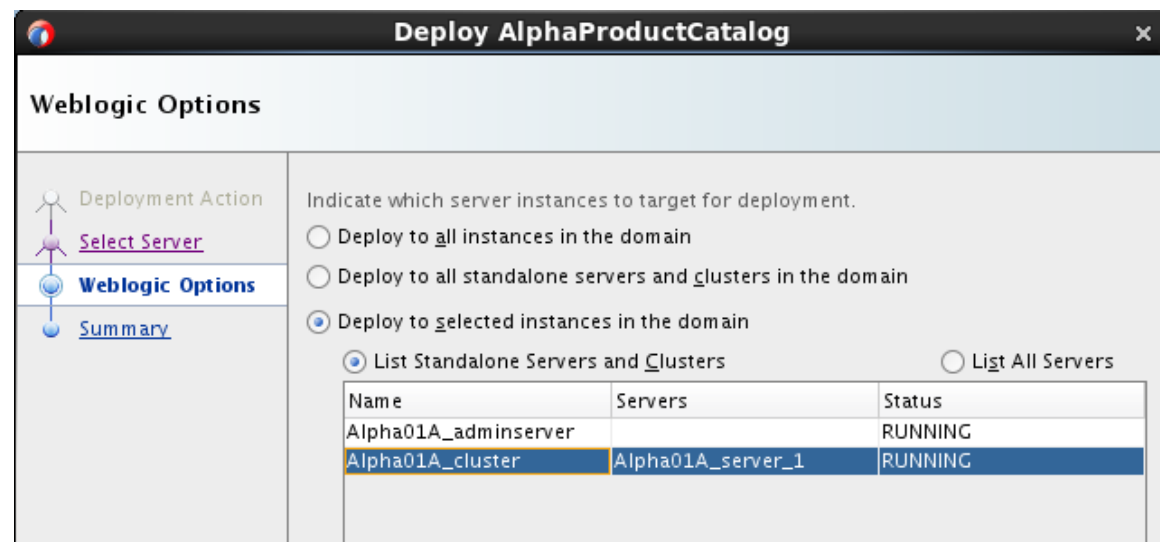 Deploy AlphaProductCatalog
Weblogic Options
Deployment Action
Select Server
Weblogic Options
Summary
Indicate which server instances to target for deployment.
Deploy to all instances in the domain
Deploy to all standalone servers and clusters in the domain
Deploy to selected instances in the domain
List Standalone Servers and Clusters List All Servers
Name Servers Status
Alpha01A_adminserver RUNNING
Alpha01A_cluster Alpha01A_server_1 RUNNING